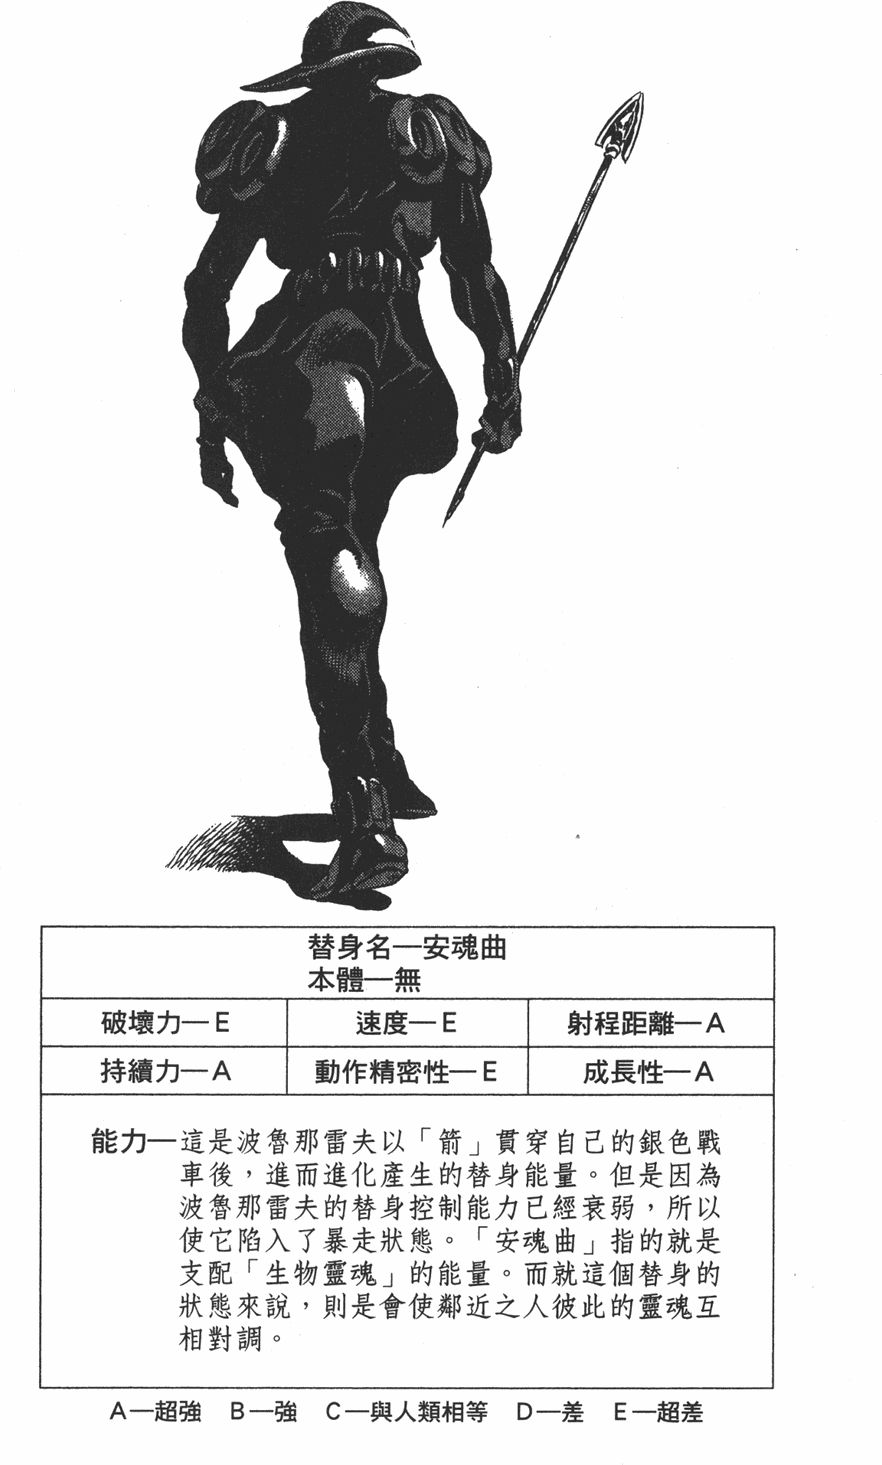 替身名—安魂曲
本體—無
破壞力—E
速度—E
射程距離—A
持續力—A
動作精密性—E
成長性—A
能力—這是波魯那雷夫以「箭」貫穿自己的銀色戰
車後，進而進化產生的替身能量。但是因為
波魯那雷夫的替身控制能力已經衰弱，所以
使它陷入了暴走狀態。「安魂曲」指的就是
支配「生物靈魂」的能量。而就這個替身的
狀態來說，則是會使鄰近之人彼此的靈魂互
相對調。
A—超強　B—強　C—與人類相等　D—差　E—超差